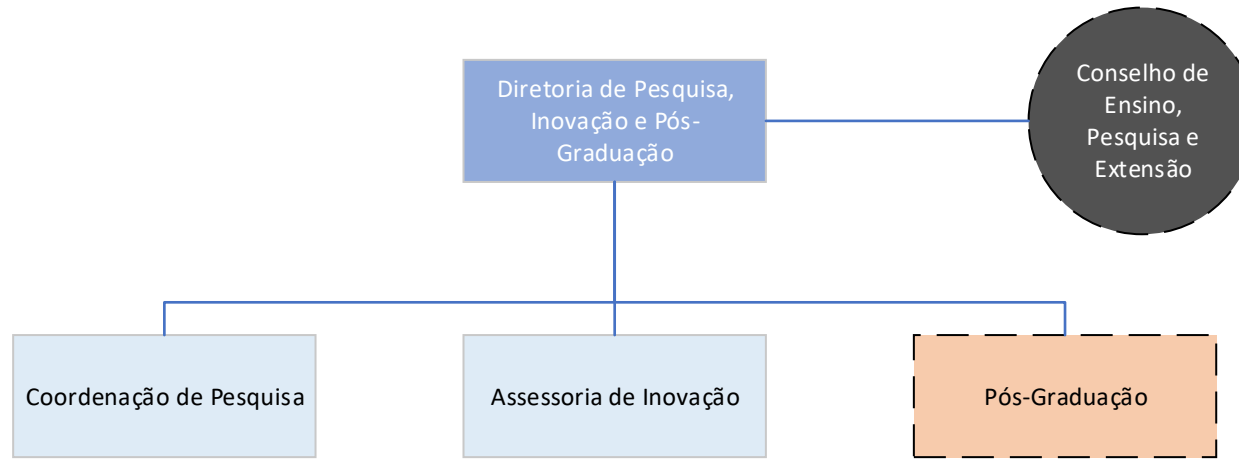 Diretoria de Pesquisa,
Inovação e Pós-
Graduação
Conselho de
Ensino,
Pesquisa e
Extensão
Coordenação de Pesquisa
Assessoria de Inovação
Pós-Graduação